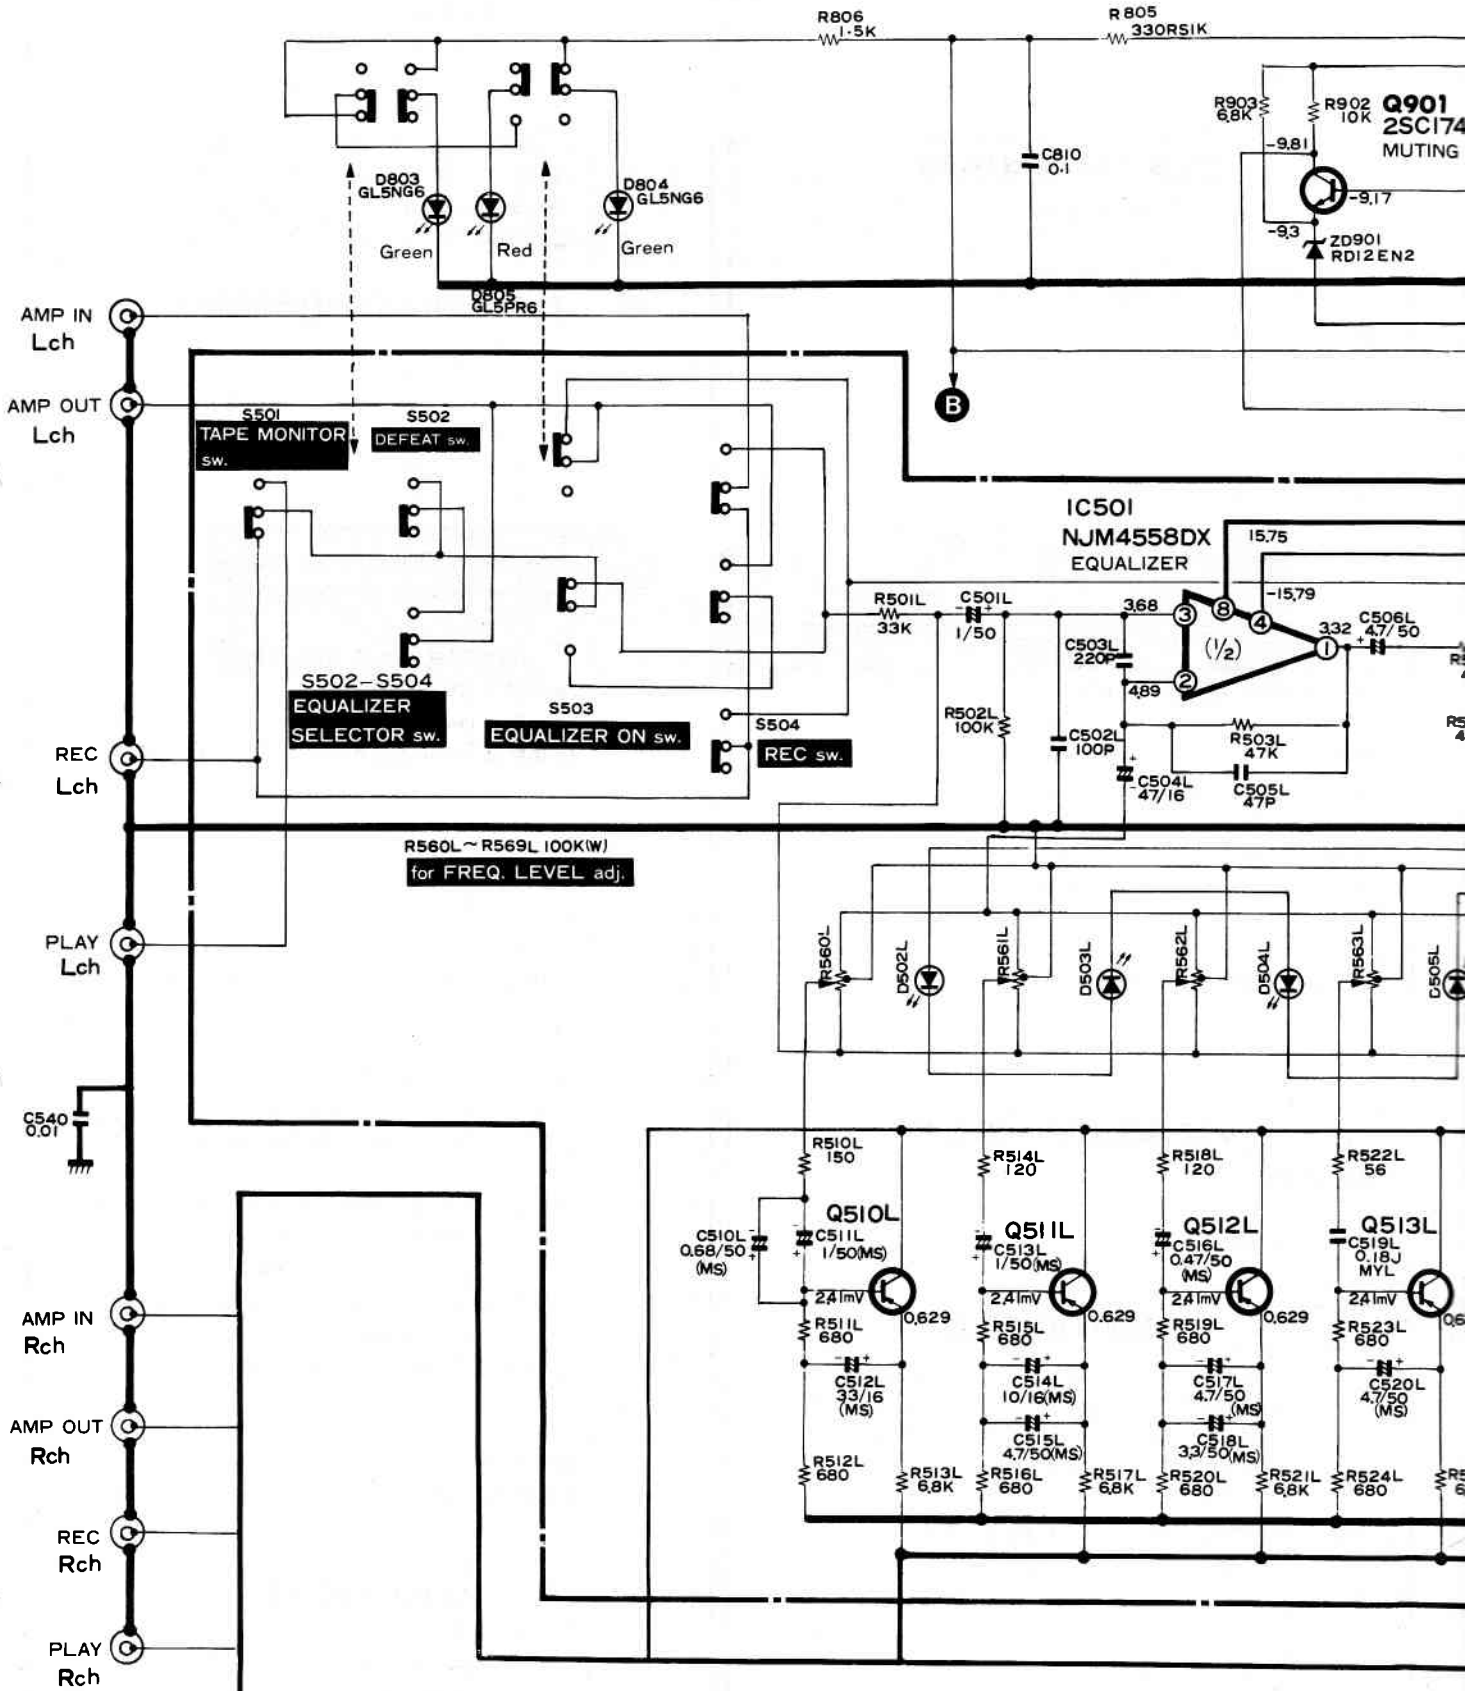 R806
1.5K
R805
330RS1K
R903
6.8K
R902
10K
Q901
2SC174
MUTING
-9.81
-9.17
-9.3
ZD901
RD12EN2
C810
0.1
D803
GL5NG6
D804
GL5NG6
Green
Red
Green
D805
GL5PR6
AMP IN
Lch
AMP OUT
Lch
B
S501
TAPE MONITOR
sw.
S502
DEFEAT sw.
IC501
NJM4558DX
EQUALIZER
15.75
-15.79
R501L
33K
C501L
- +
1/50
3.68
3
8
4
(1/2)
3.32
1
2
C506L
4.7/50
+
C503L
220P
4.89
S502-S504
EQUALIZER
SELECTOR sw.
S503
EQUALIZER ON sw.
S504
REC sw.
R502L
100K
C502L
100P
R503L
47K
C504L
47/16
C505L
47P
REC
Lch
R560L~R569L 100K(W)
for FREQ. LEVEL adj.
PLAY
Lch
R560L
D502L
R561L
D503L
R562L
D504L
R563L
D505L
C540
0.01
R510L
150
R514L
120
R518L
120
R522L
56
Q510L
Q511L
Q512L
Q513L
C510L
0.68/50
(MS)
C511L
1/50(MS)
C513L
1/50(MS)
C516L
0.47/50
(MS)
C519L
0.18J
MYL
2.41mV
0.629
2.41mV
0.629
2.41mV
0.629
2.41mV
R511L
680
R515L
680
R519L
680
R523L
680
C512L
33/16
(MS)
C514L
10/16(MS)
C517L
4.7/50
(MS)
C520L
4.7/50
(MS)
C515L
4.7/50(MS)
C518L
3.3/50(MS)
R512L
680
R513L
6.8K
R516L
680
R517L
6.8K
R520L
680
R521L
6.8K
R524L
680
AMP IN
Rch
AMP OUT
Rch
REC
Rch
PLAY
Rch